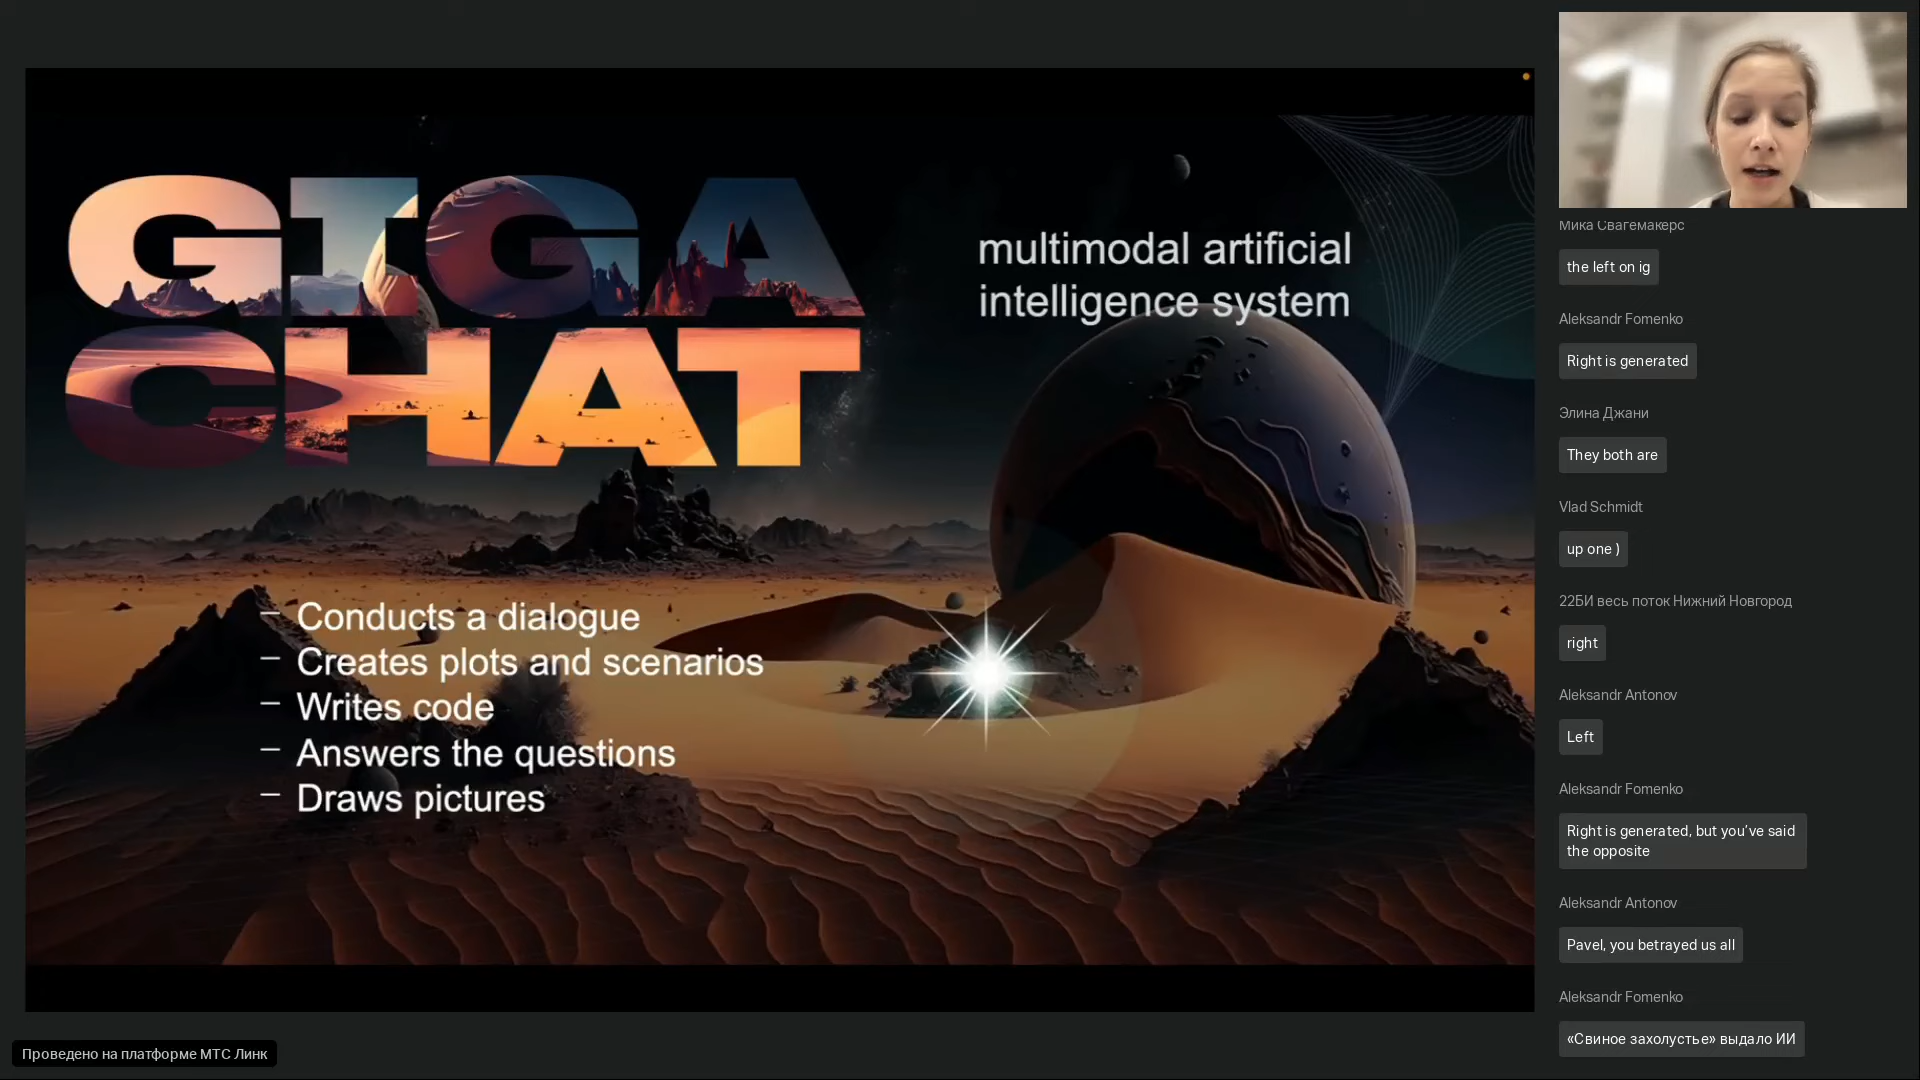 GIGA
CHAT
multimodal artificial
intelligence system
– Conducts a dialogue
– Creates plots and scenarios
– Writes code
– Answers the questions
– Draws pictures
Мика Свагемакерс
the left on ig
Aleksandr Fomenko
Right is generated
Элина Джани
They both are
Vlad Schmidt
up one )
22БИ весь поток Нижний Новгород
right
Aleksandr Antonov
Left
Aleksandr Fomenko
Right is generated, but you’ve said
the opposite
Aleksandr Antonov
Pavel, you betrayed us all
Aleksandr Fomenko
«Свиное захолустье» выдало ИИ
Проведено на платформе МТС Линк